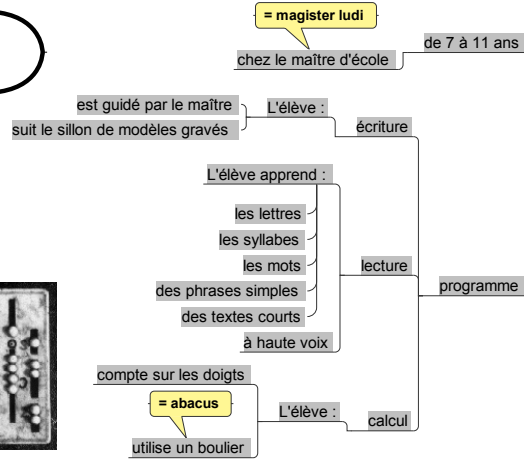 = magister ludi
chez le maître d'école
de 7 à 11 ans
est guidé par le maître
suit le sillon de modèles gravés
L'élève :
écriture
L'élève apprend :
les lettres
les syllabes
les mots
des phrases simples
des textes courts
à haute voix
lecture
programme
compte sur les doigts
= abacus
utilise un boulier
L'élève :
calcul